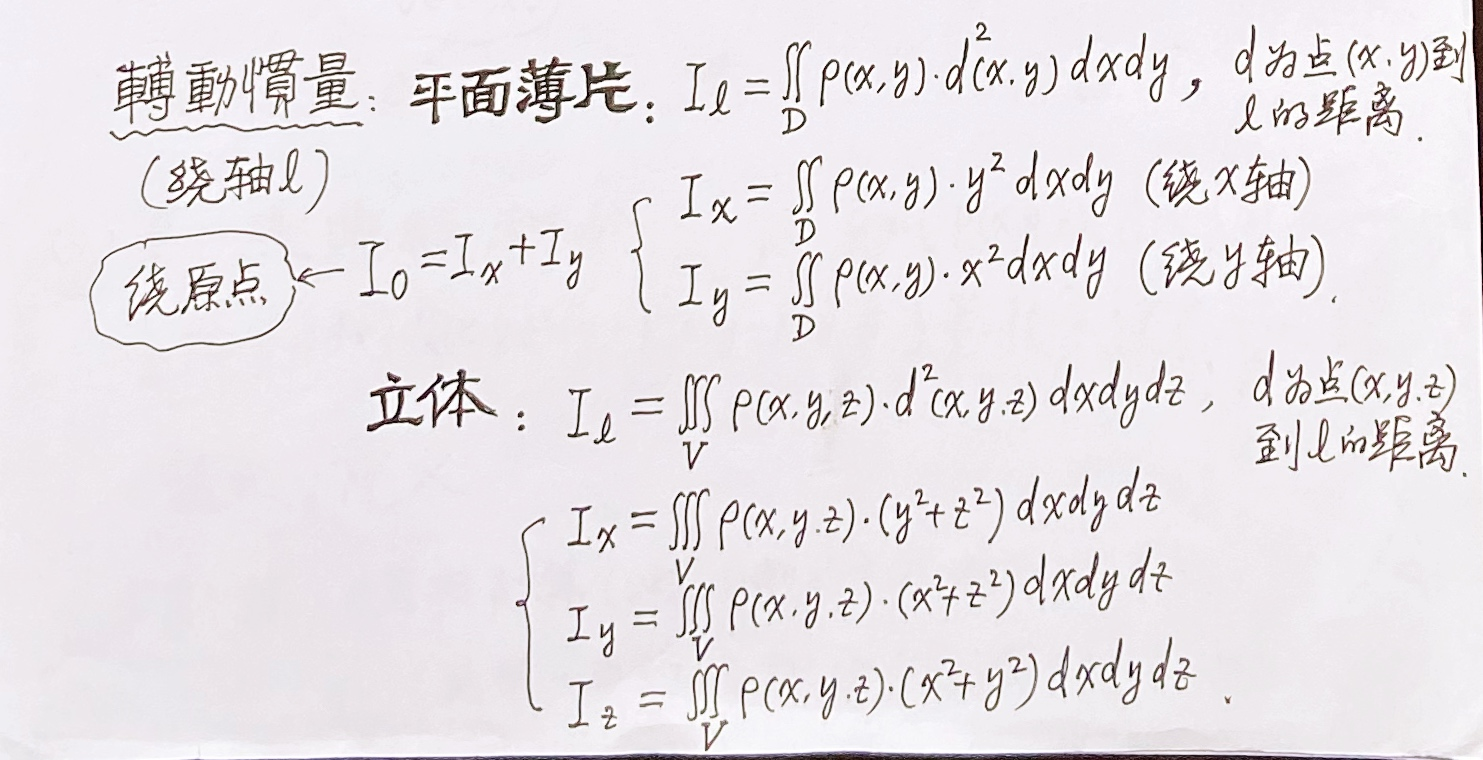 轉動慣量：平面薄片： I_l = ∬_D ρ(x,y)·d²(x,y) dxdy， d为点(x,y)到
l的距离.
(绕轴l)
I_x = ∬_D ρ(x,y)·y² dxdy (绕x轴)
绕原点 ← I_0 = I_x + I_y
I_y = ∬_D ρ(x,y)·x² dxdy (绕y轴).
立体： I_l = ∭_V ρ(x,y,z)·d²(x,y,z) dxdydz， d为点(x,y,z)
到l的距离.
I_x = ∭_V ρ(x,y,z)·(y²+z²) dxdydz
I_y = ∭_V ρ(x,y,z)·(x²+z²) dxdydz
I_z = ∭_V ρ(x,y,z)·(x²+y²) dxdydz.